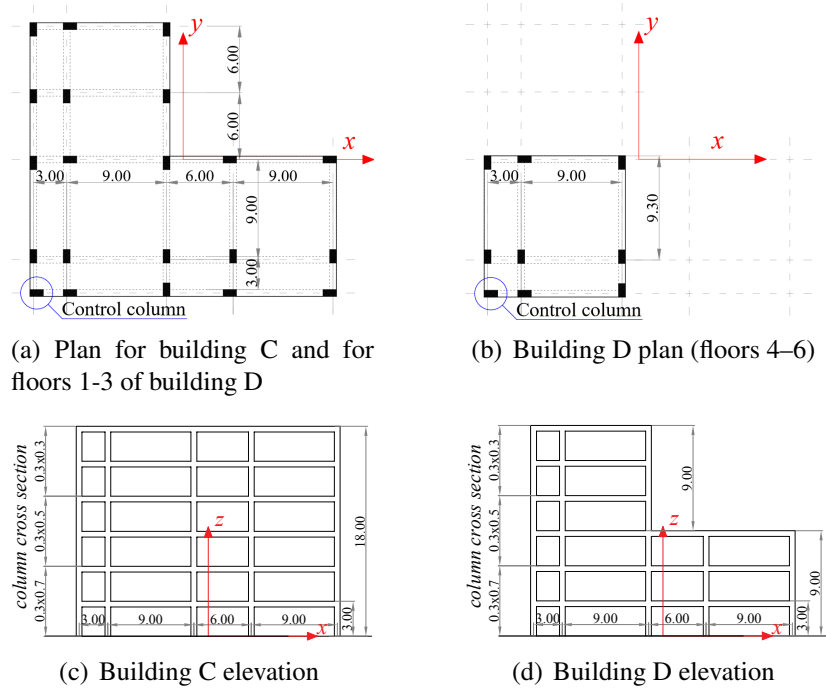 y
6.00
6.00
x
3.00
9.00
6.00
9.00
9.00
3.00
Control column
(a) Plan for building C and for
floors 1-3 of building D
y
x
3.00
9.00
9.30
Control column
(b) Building D plan (floors 4–6)
column cross section
0.3x0.3
0.3x0.5
0.3x0.7
z
18.00
3.00
9.00
6.00
9.00
3.00
x
(c) Building C elevation
column cross section
0.3x0.3
0.3x0.5
0.3x0.7
9.00
z
9.00
3.00
9.00
6.00
9.00
3.00
x
(d) Building D elevation